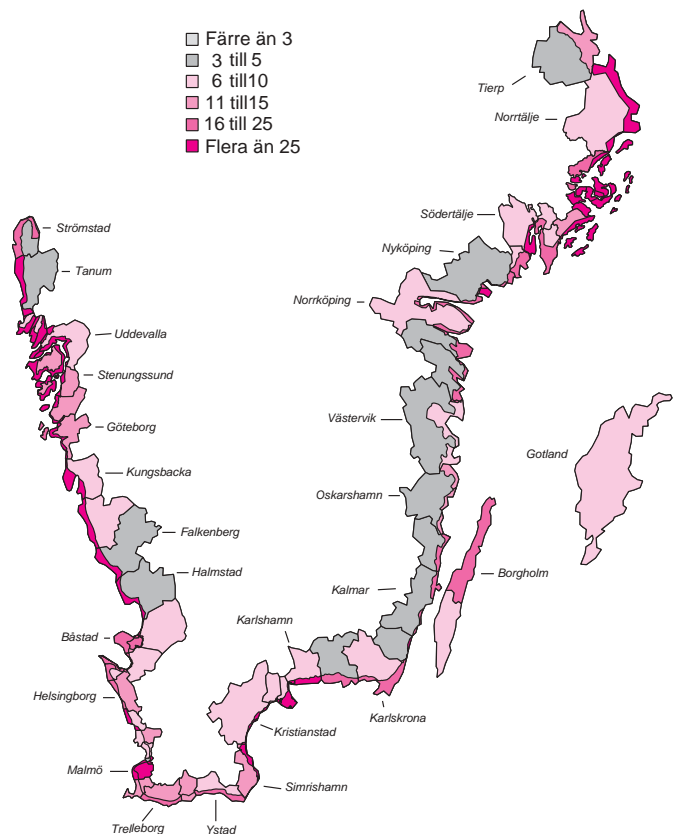 Färre än 3
3 till 5
6 till10
11 till15
16 till 25
Flera än 25
Tierp
Norrtälje
Södertälje
Strömstad
Nyköping
Tanum
Norrköping
Uddevalla
Stenungssund
Västervik
Göteborg
Gotland
Kungsbacka
Oskarshamn
Falkenberg
Halmstad
Borgholm
Kalmar
Karlshamn
Båstad
Helsingborg
Karlskrona
Kristianstad
Malmö
Simrishamn
Trelleborg
Ystad